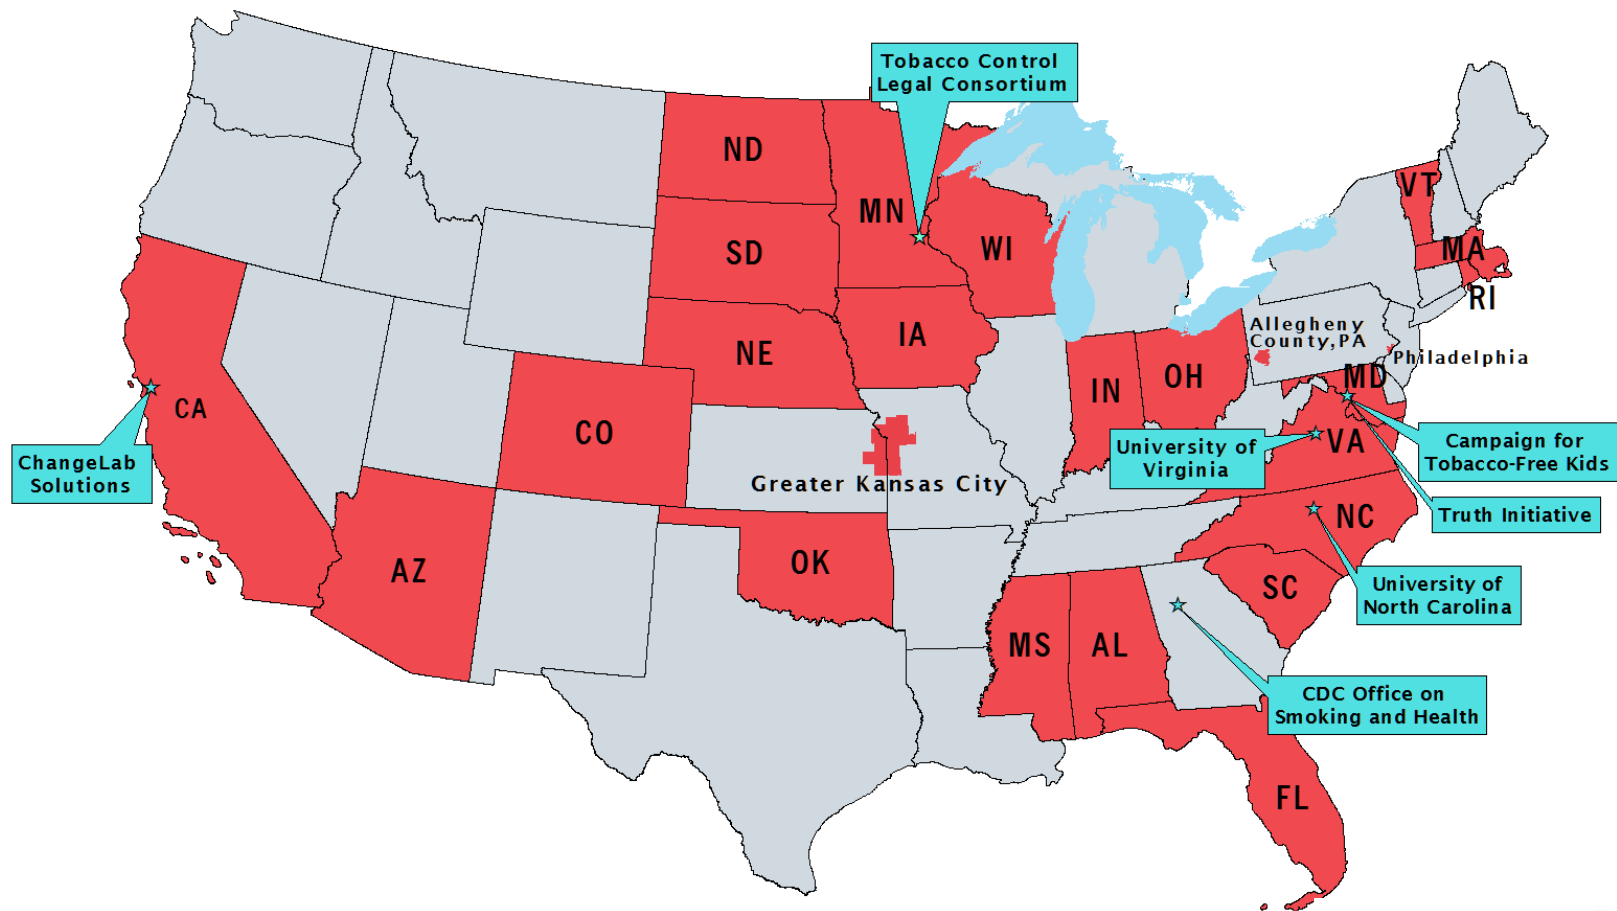 Tobacco Control
Legal Consortium
ND
VT
MN
MA
SD
WI
RI
Allegheny
County,PA
IA
NE
Philadelphia
OH
MD
IN
CA
CO
University of
Virginia
VA
Campaign for
Tobacco-Free Kids
ChangeLab
Solutions
Greater Kansas City
Truth Initiative
NC
OK
AZ
SC
University of
North Carolina
MS
AL
CDC Office on
Smoking and Health
FL